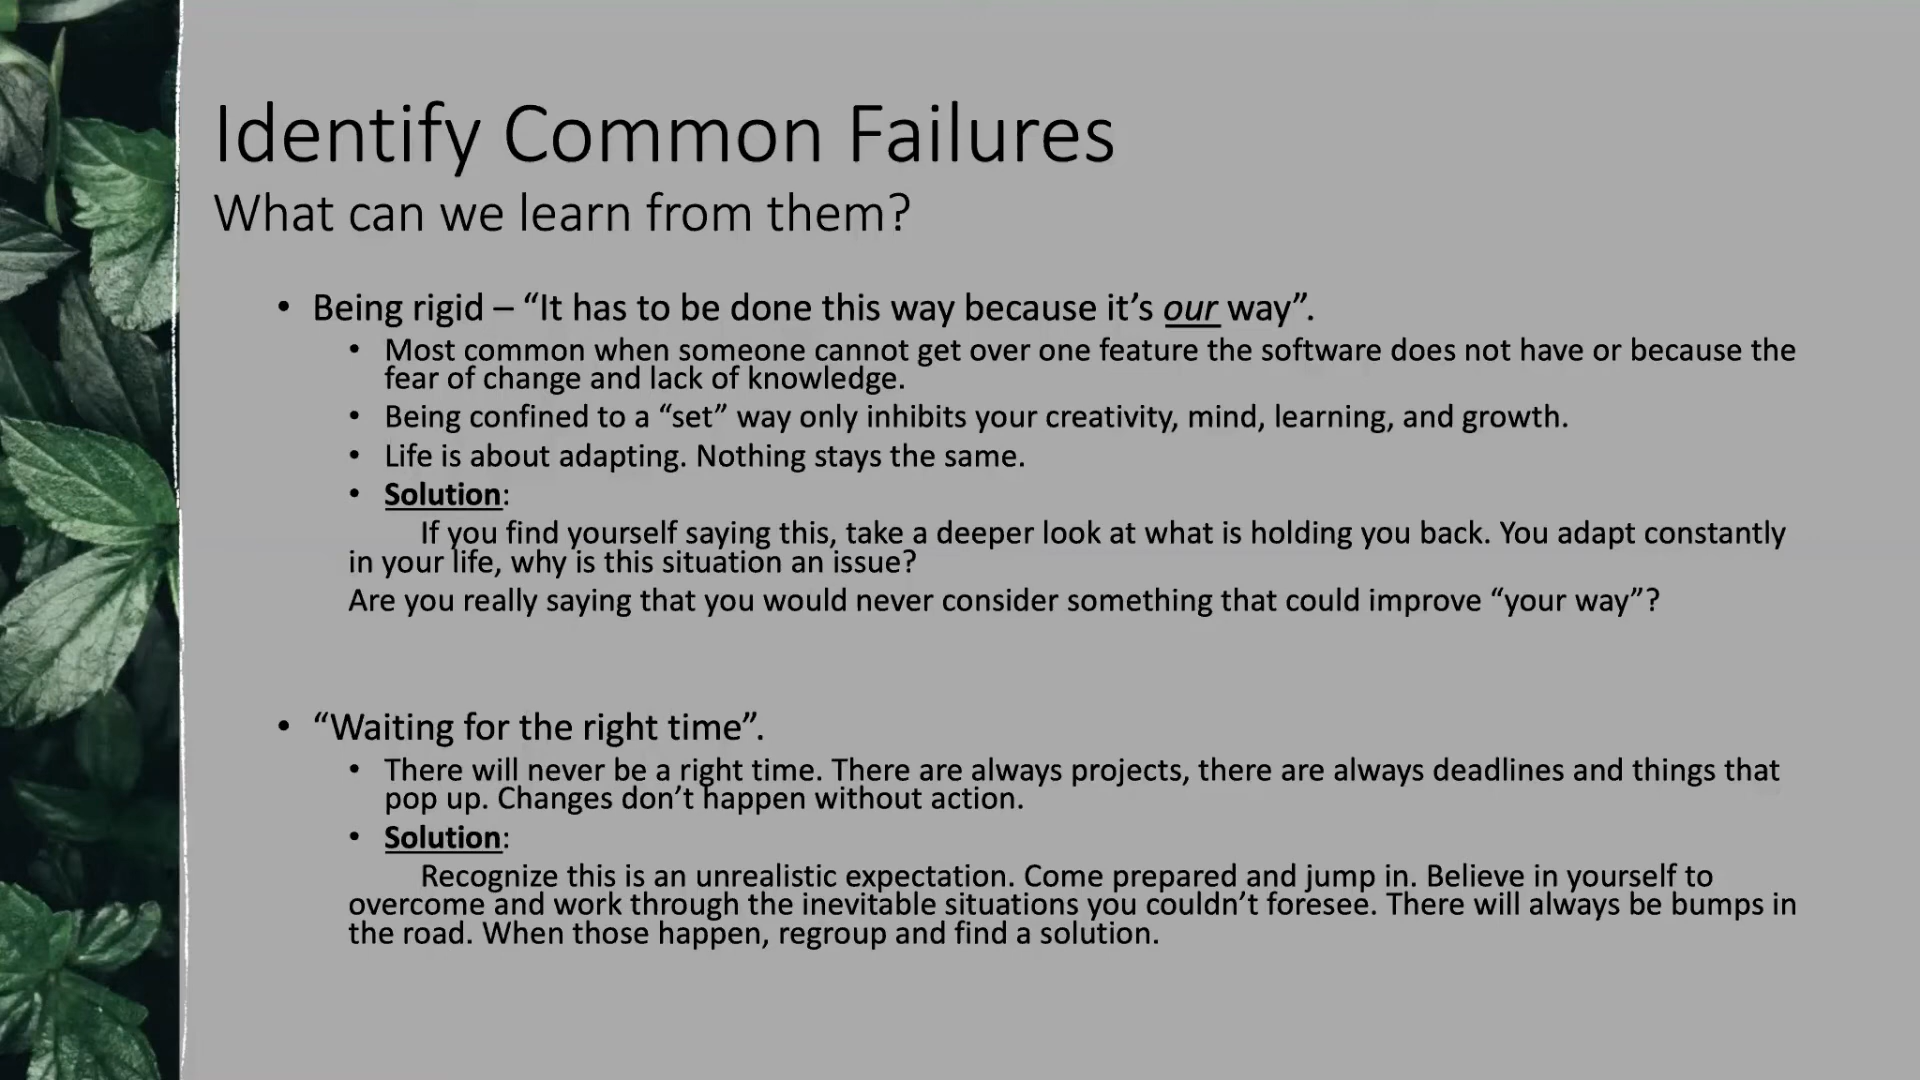 Identify Common Failures
What can we learn from them?
• Being rigid – “It has to be done this way because it’s our way”.
• Most common when someone cannot get over one feature the software does not have or because the
fear of change and lack of knowledge.
• Being confined to a “set” way only inhibits your creativity, mind, learning, and growth.
• Life is about adapting. Nothing stays the same.
• Solution:
If you find yourself saying this, take a deeper look at what is holding you back. You adapt constantly
in your life, why is this situation an issue?
Are you really saying that you would never consider something that could improve “your way”?
• “Waiting for the right time”.
• There will never be a right time. There are always projects, there are always deadlines and things that
pop up. Changes don’t happen without action.
• Solution:
Recognize this is an unrealistic expectation. Come prepared and jump in. Believe in yourself to
overcome and work through the inevitable situations you couldn’t foresee. There will always be bumps in
the road. When those happen, regroup and find a solution.